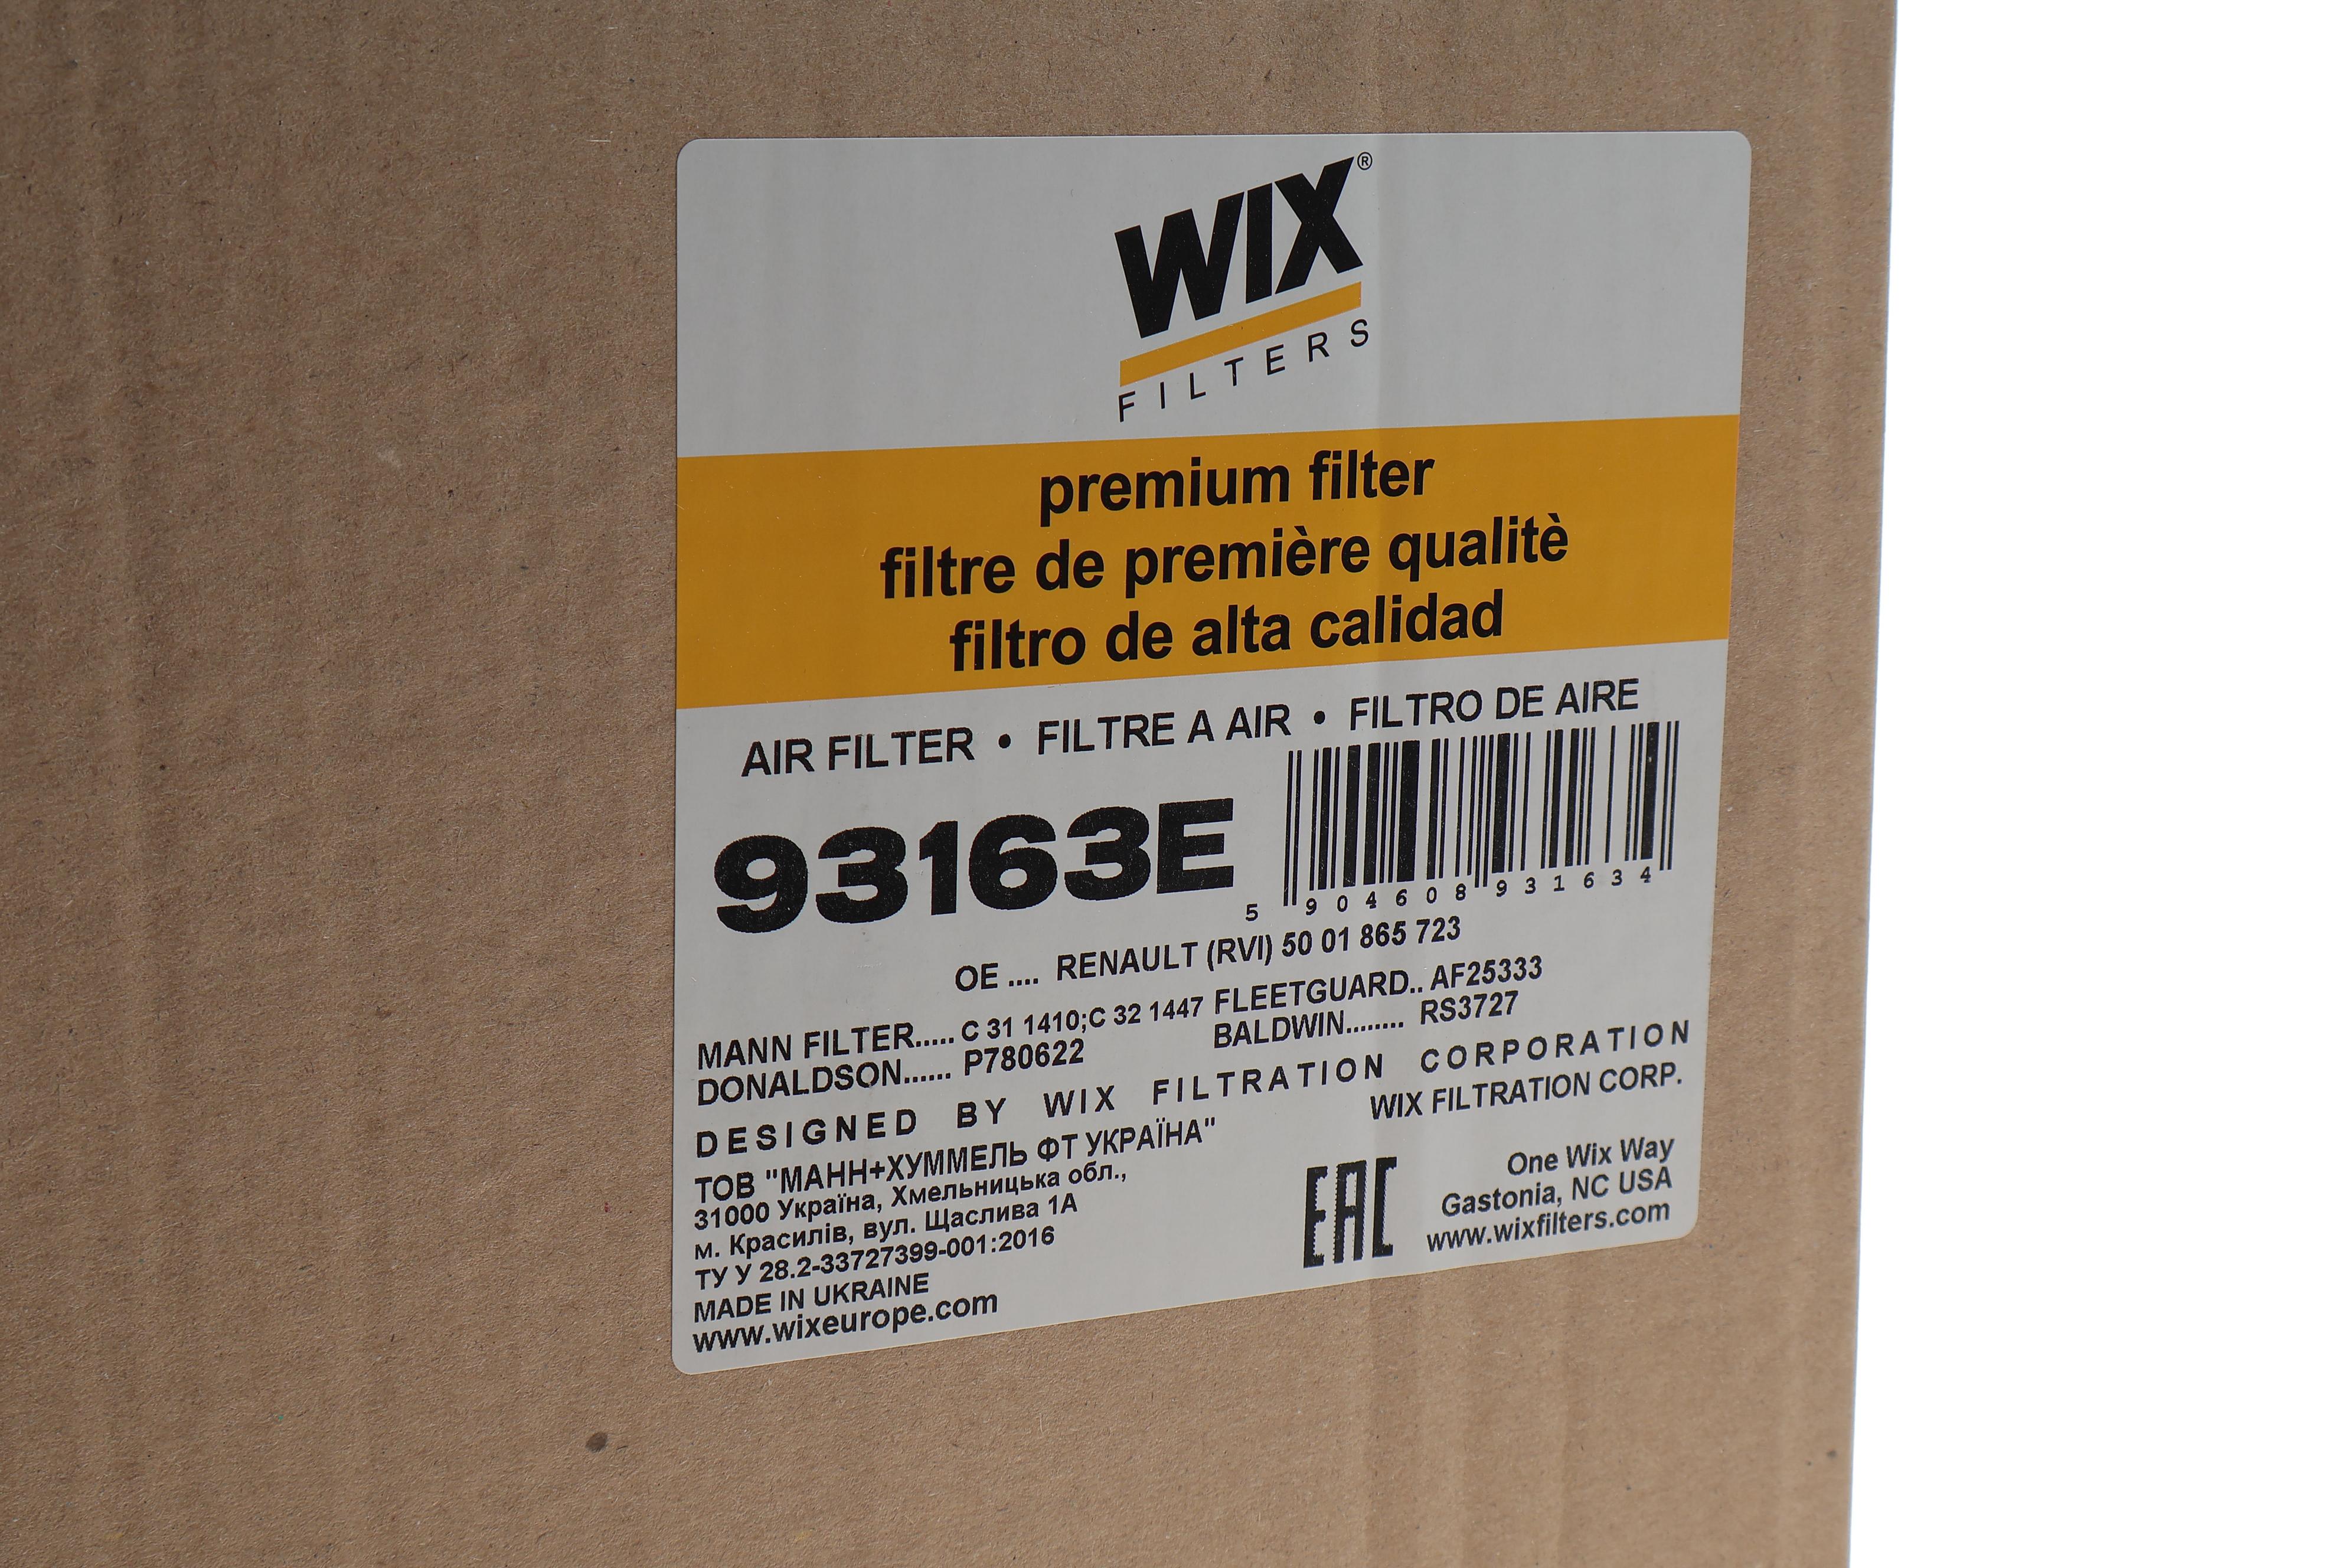 WIX®
FILTERS
premium filter
filtre de première qualitè
filtro de alta calidad
AIR FILTER • FILTRE A AIR • FILTRO DE AIRE
93163E
5 904608 931634
OE .... RENAULT (RVI) 50 01 865 723
MANN FILTER..... C 31 1410;C 32 1447 FLEETGUARD.. AF25333
DONALDSON...... P780622 BALDWIN........ RS3727
DESIGNED BY WIX FILTRATION CORPORATION
WIX FILTRATION CORP.
ТОВ "МАНН+ХУММЕЛЬ ФТ УКРАЇНА"
31000 Україна, Хмельницька обл.,
м. Красилів, вул. Щаслива 1А
ТУ У 28.2-33727399-001:2016
MADE IN UKRAINE
www.wixeurope.com
EAC
One Wix Way
Gastonia, NC USA
www.wixfilters.com